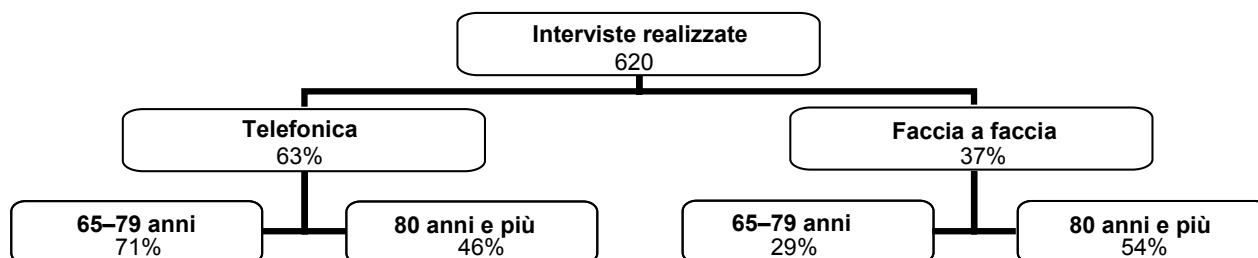 Interviste realizzate
620
Telefonica
63%
Faccia a faccia
37%
65–79 anni
71%
80 anni e più
46%
65–79 anni
29%
80 anni e più
54%